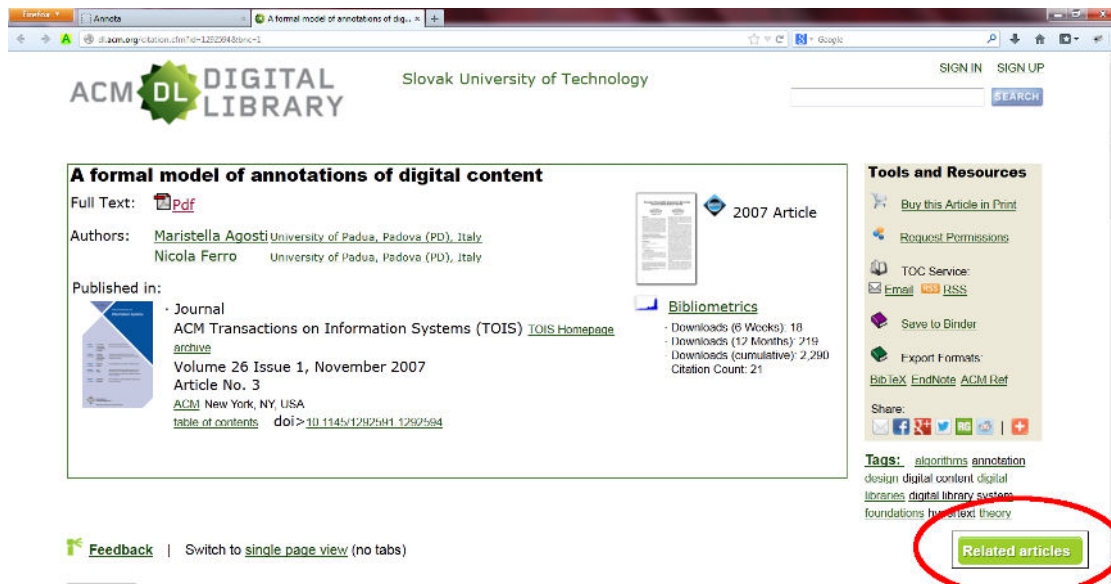 Firefox
Annota
A formal model of annotations of dig...
dl.acm.org/citation.cfm?id=1292594&bnc=1
Google
ACM DL DIGITAL LIBRARY
Slovak University of Technology
SIGN IN SIGN UP
SEARCH
A formal model of annotations of digital content
Full Text: Pdf
2007 Article
Authors: Maristella Agosti University of Padua, Padova (PD), Italy
Nicola Ferro University of Padua, Padova (PD), Italy
Published in:
· Journal
ACM Transactions on Information Systems (TOIS) TOIS Homepage
archive
Volume 26 Issue 1, November 2007
Article No. 3
ACM New York, NY, USA
table of contents doi>10.1145/1292591.1292594
Bibliometrics
· Downloads (6 Weeks): 18
· Downloads (12 Months): 219
· Downloads (cumulative): 2,290
Citation Count: 21
Tools and Resources
Buy this Article in Print
Request Permissions
TOC Service:
Email RSS RSS
Save to Binder
Export Formats:
BibTeX EndNote ACM Ref
Share:
RG |
Tags: algorithms annotation
design digital content digital
libraries digital library system
foundations hypertext theory
Related articles
Feedback | Switch to single page view (no tabs)